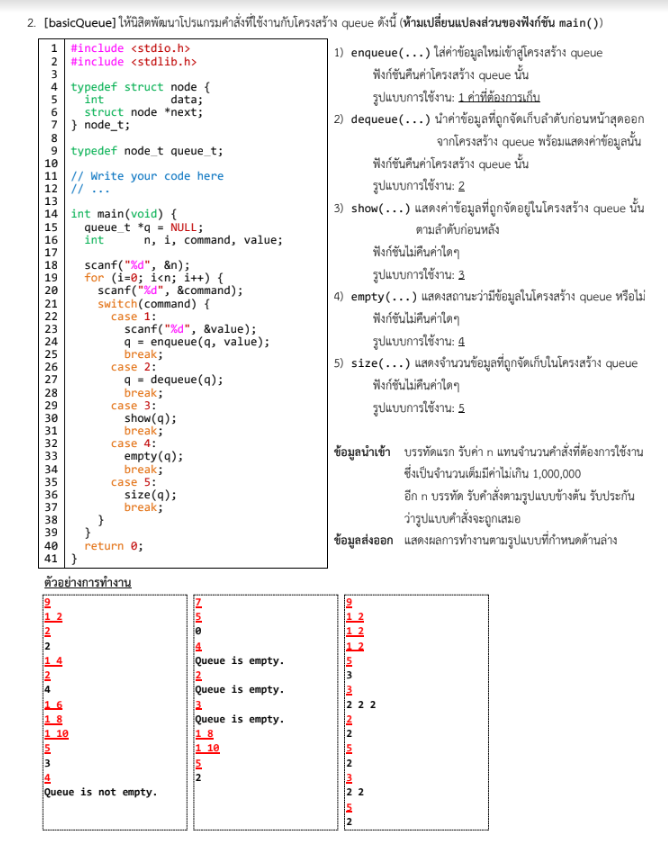 2. [basicQueue] ให้นิสิตพัฒนาโปรแกรมคำสั่งที่ใช้งานกับโครงสร้าง queue ดังนี้ (ห้ามเปลี่ยนแปลงส่วนของฟังก์ชัน main())
1 #include <stdio.h>
2 #include <stdlib.h>
3
4 typedef struct node {
5 int data;
6 struct node *next;
7 } node_t;
8
9 typedef node_t queue_t;
10
11 // Write your code here
12 // ...
13
14 int main(void) {
15 queue_t *q = NULL;
16 int n, i, command, value;
17
18 scanf("%d", &n);
19 for (i=0; i<n; i++) {
20 scanf("%d", &command);
21 switch(command) {
22 case 1:
23 scanf("%d", &value);
24 q = enqueue(q, value);
25 break;
26 case 2:
27 q = dequeue(q);
28 break;
29 case 3:
30 show(q);
31 break;
32 case 4:
33 empty(q);
34 break;
35 case 5:
36 size(q);
37 break;
38 }
39 }
40 return 0;
41 }
1) enqueue(...) ใส่ค่าข้อมูลใหม่เข้าสู่โครงสร้าง queue
ฟังก์ชันคืนค่าโครงสร้าง queue นั้น
รูปแบบการใช้งาน: 1 ค่าที่ต้องการเก็บ
2) dequeue(...) นำค่าข้อมูลที่ถูกจัดเก็บลำดับก่อนหน้าสุดออก
จากโครงสร้าง queue พร้อมแสดงค่าข้อมูลนั้น
ฟังก์ชันคืนค่าโครงสร้าง queue นั้น
รูปแบบการใช้งาน: 2
3) show(...) แสดงค่าข้อมูลที่ถูกจัดอยู่ในโครงสร้าง queue นั้น
ตามลำดับก่อนหลัง
ฟังก์ชันไม่คืนค่าใดๆ
รูปแบบการใช้งาน: 3
4) empty(...) แสดงสถานะว่ามีข้อมูลในโครงสร้าง queue หรือไม่
ฟังก์ชันไม่คืนค่าใดๆ
รูปแบบการใช้งาน: 4
5) size(...) แสดงจำนวนข้อมูลที่ถูกจัดเก็บในโครงสร้าง queue
ฟังก์ชันไม่คืนค่าใดๆ
รูปแบบการใช้งาน: 5
ข้อมูลนำเข้า บรรทัดแรก รับค่า n แทนจำนวนคำสั่งที่ต้องการใช้งาน
ซึ่งเป็นจำนวนเต็มมีค่าไม่เกิน 1,000,000
อีก n บรรทัด รับคำสั่งตามรูปแบบข้างต้น รับประกัน
ว่ารูปแบบคำสั่งจะถูกเสมอ
ข้อมูลส่งออก แสดงผลการทำงานตามรูปแบบที่กำหนดด้านล่าง
ตัวอย่างการทำงาน
9
1 2
2
2
1 4
2
4
1 6
1 8
1 10
5
3
4
Queue is not empty.
7
5
0
4
Queue is empty.
2
Queue is empty.
3
Queue is empty.
1 8
1 10
5
2
9
1 2
1 2
1 2
5
3
3
2 2 2
2
2
5
2
3
2 2
5
2